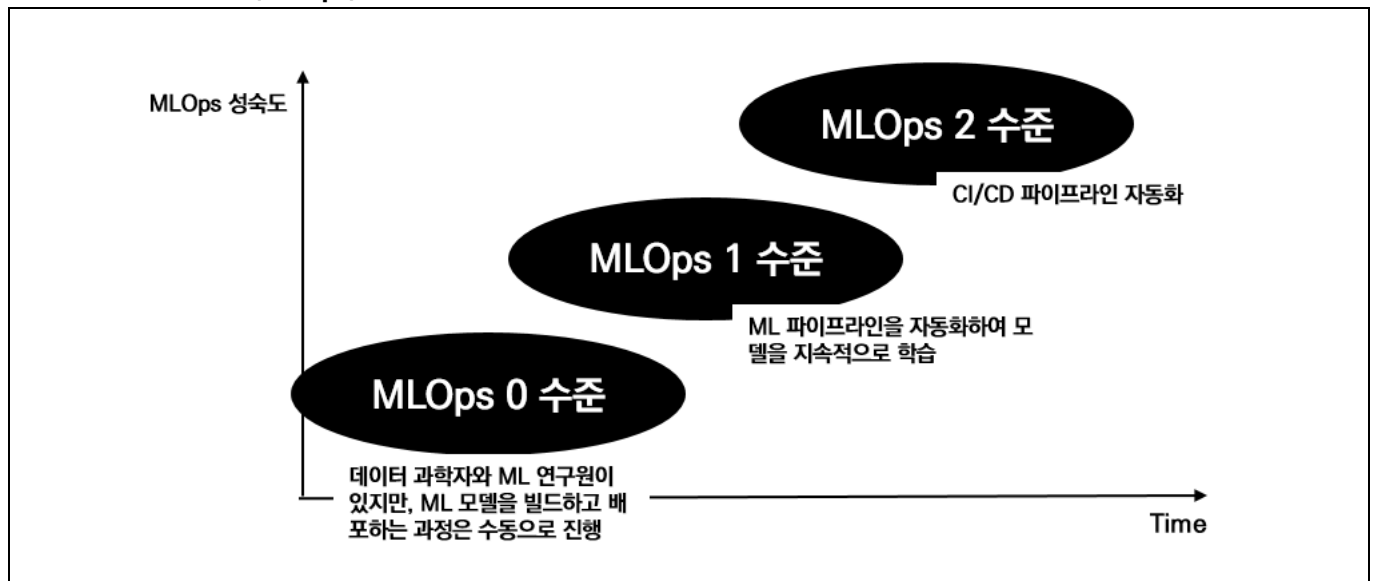 MLOps 성숙도
MLOps 2 수준
CI/CD 파이프라인 자동화
MLOps 1 수준
ML 파이프라인을 자동화하여 모
델을 지속적으로 학습
MLOps 0 수준
데이터 과학자와 ML 연구원이
있지만, ML 모델을 빌드하고 배
포하는 과정은 수동으로 진행
Time